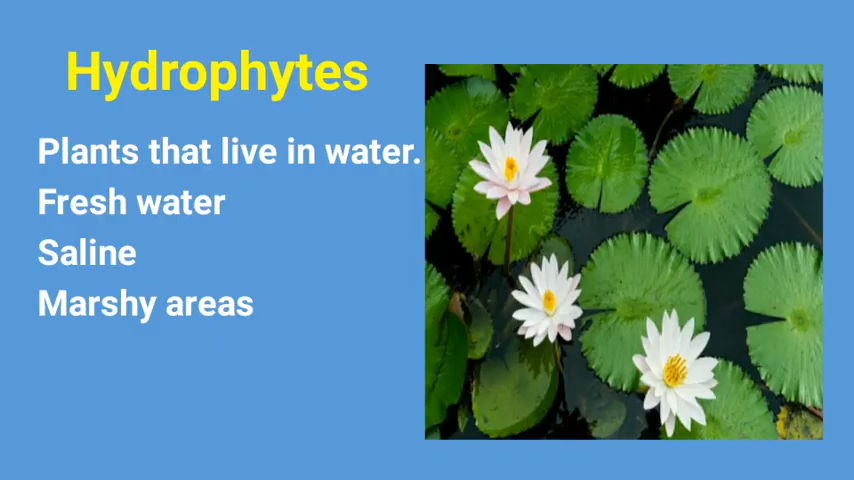 Hydrophytes
Plants that live in water.
Fresh water
Saline
Marshy areas